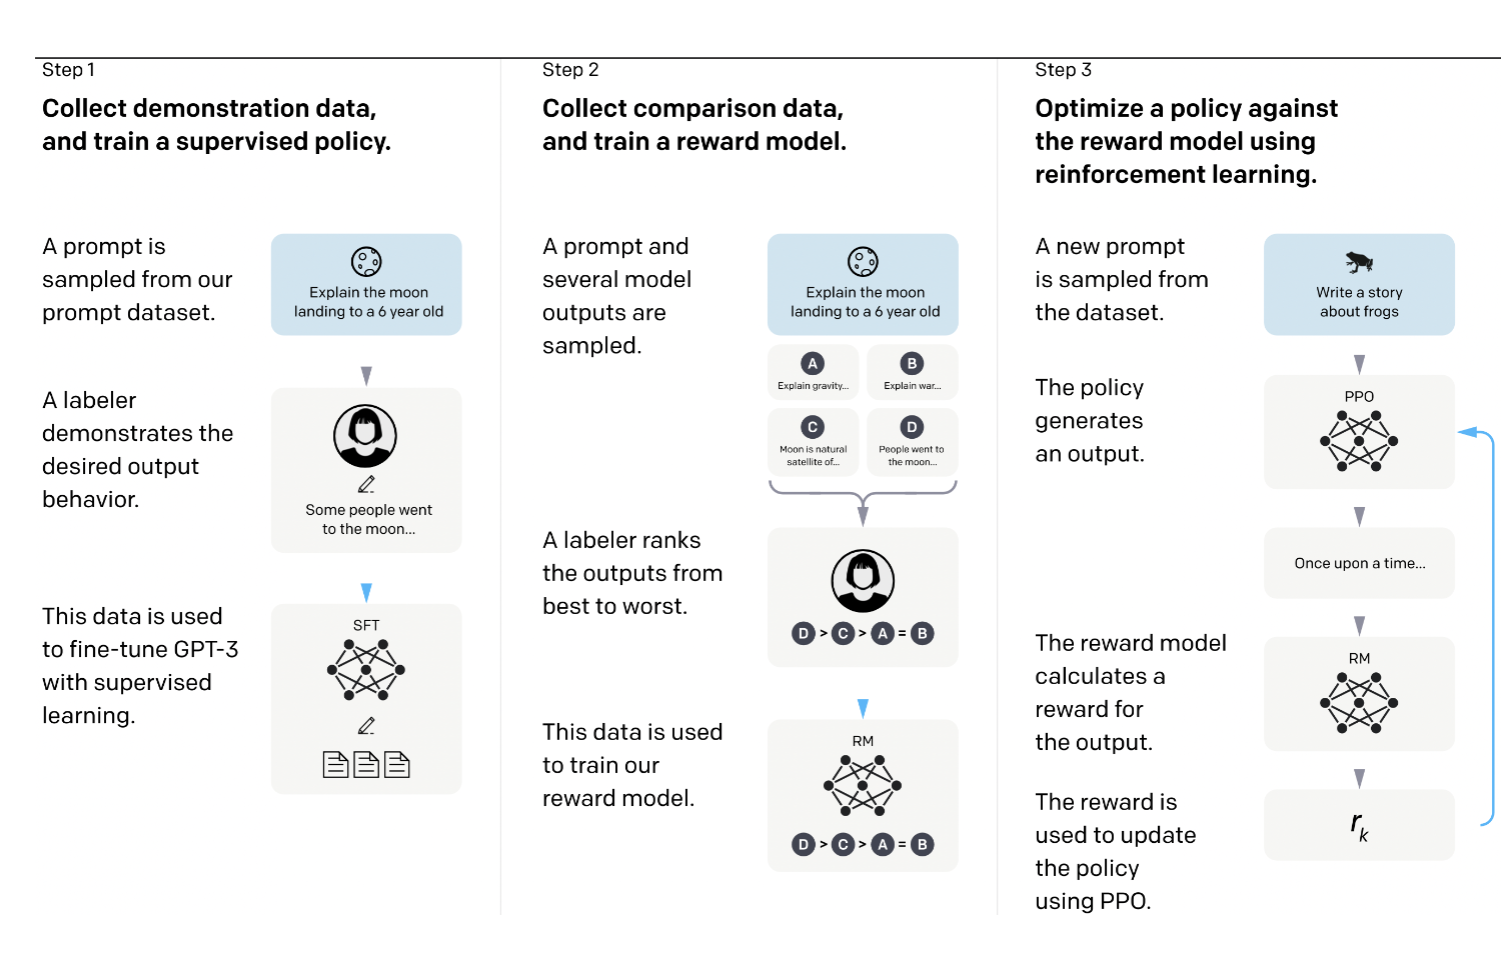 Step 1
Collect demonstration data,
and train a supervised policy.
A prompt is
sampled from our
prompt dataset.
Explain the moon
landing to a 6 year old
A labeler
demonstrates the
desired output
behavior.
Some people went
to the moon...
This data is used
to fine-tune GPT-3
with supervised
learning.
SFT
Step 2
Collect comparison data,
and train a reward model.
A prompt and
several model
outputs are
sampled.
Explain the moon
landing to a 6 year old
A
Explain gravity...
B
Explain war...
C
Moon is natural
satellite of...
D
People went to
the moon...
A labeler ranks
the outputs from
best to worst.
D > C > A = B
This data is used
to train our
reward model.
RM
D > C > A = B
Step 3
Optimize a policy against
the reward model using
reinforcement learning.
A new prompt
is sampled from
the dataset.
Write a story
about frogs
The policy
generates
an output.
PPO
Once upon a time...
The reward model
calculates a
reward for
the output.
RM
The reward is
used to update
the policy
using PPO.
r_k